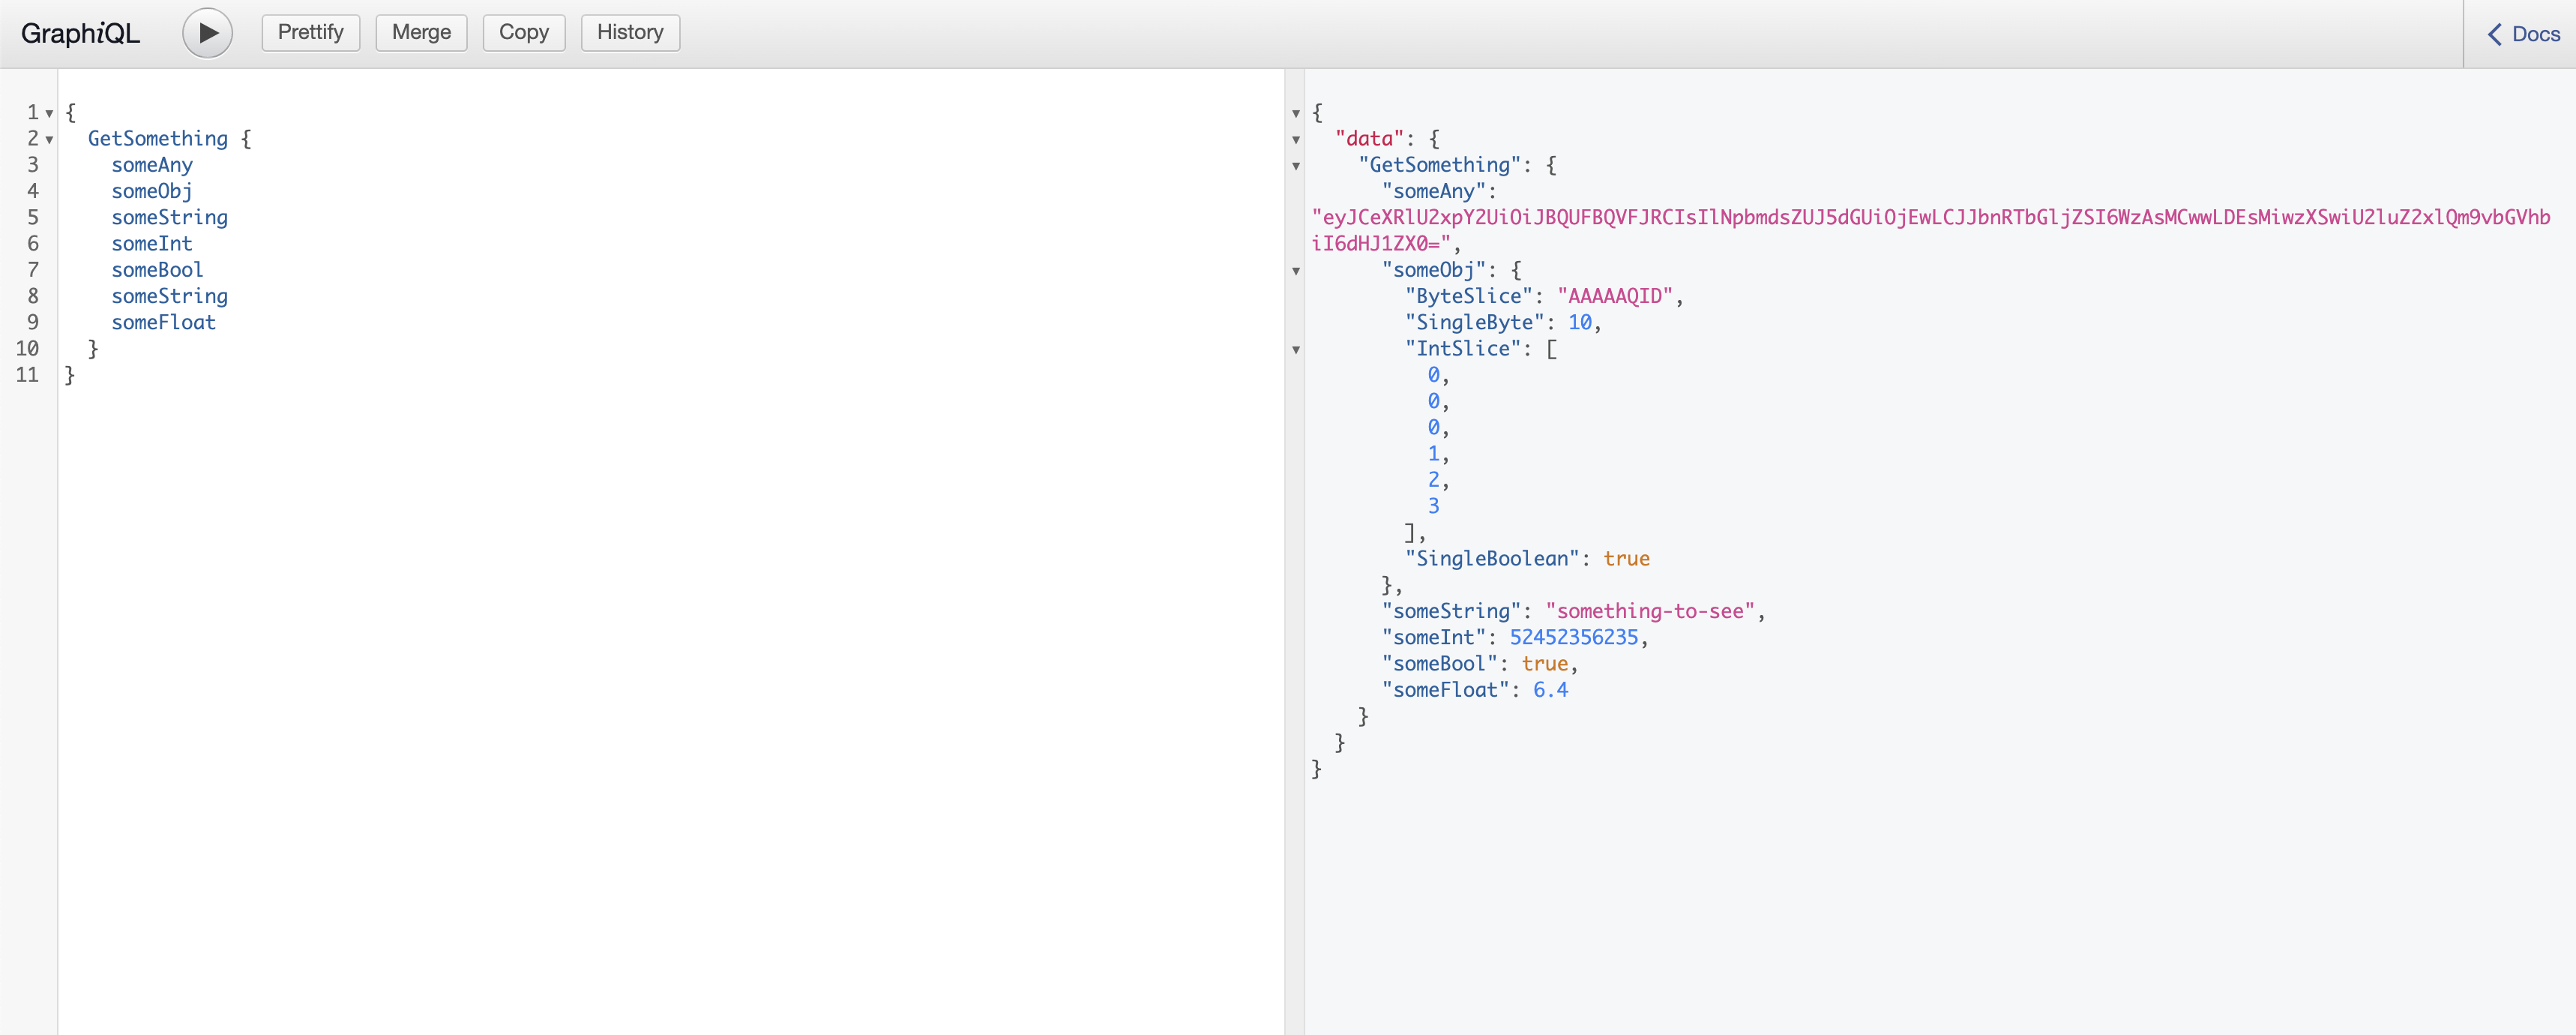 GraphiQL Prettify Merge Copy History Docs
1 {
2 GetSomething {
3 someAny
4 someObj
5 someString
6 someInt
7 someBool
8 someString
9 someFloat
10 }
11 }
{
"data": {
"GetSomething": {
"someAny":
"eyJCeXRlU2xpY2UiOiJBQUFBQVFJRCIsIlNpbmdsZUJ5dGUiOjEwLCJJbnRTbGljZSI6WzAsMCwwLDEsMiwzXSwiU2luZ2xlQm9vbGVhb
iI6dHJ1ZX0=",
"someObj": {
"ByteSlice": "AAAAAQID",
"SingleByte": 10,
"IntSlice": [
0,
0,
0,
1,
2,
3
],
"SingleBoolean": true
},
"someString": "something-to-see",
"someInt": 52452356235,
"someBool": true,
"someFloat": 6.4
}
}
}